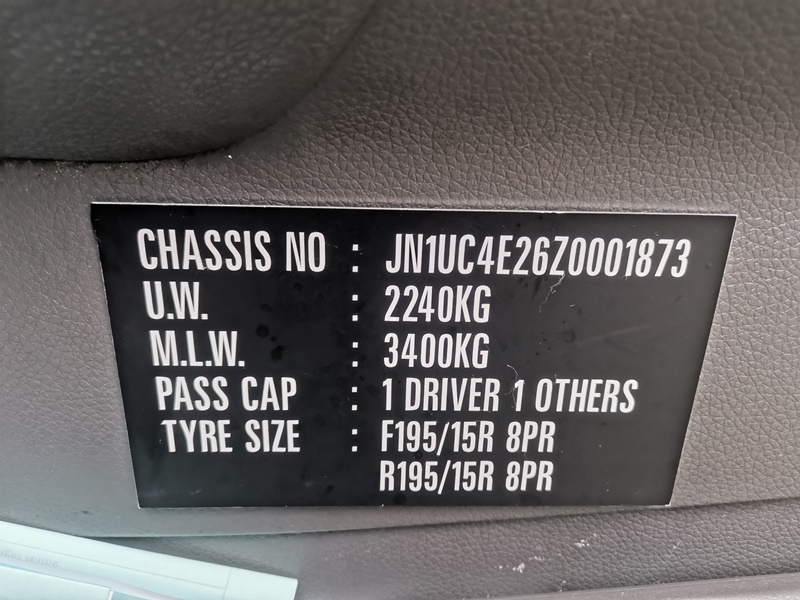 CHASSIS NO : JN1UC4E26Z0001873
U.W. : 2240KG
M.L.W. : 3400KG
PASS CAP : 1 DRIVER 1 OTHERS
TYRE SIZE : F195/15R 8PR
R195/15R 8PR